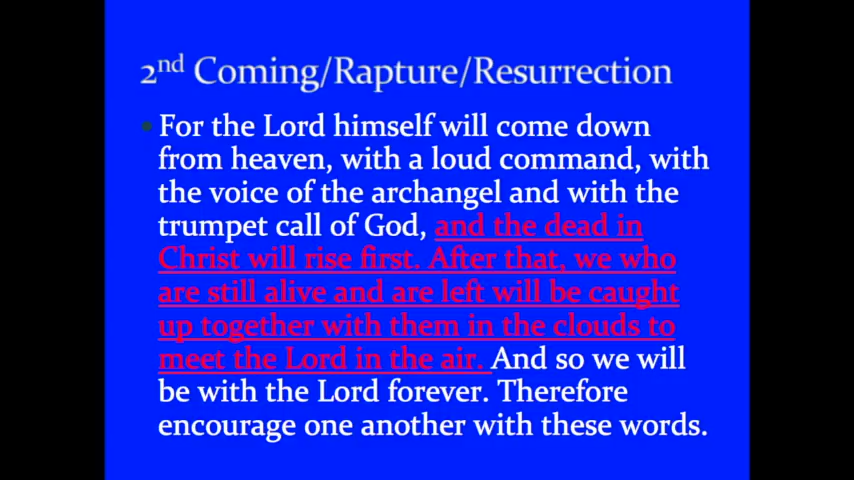 2nd Coming/Rapture/Resurrection
• For the Lord himself will come down
from heaven, with a loud command, with
the voice of the archangel and with the
trumpet call of God, and the dead in
Christ will rise first. After that, we who
are still alive and are left will be caught
up together with them in the clouds to
meet the Lord in the air. And so we will
be with the Lord forever. Therefore
encourage one another with these words.